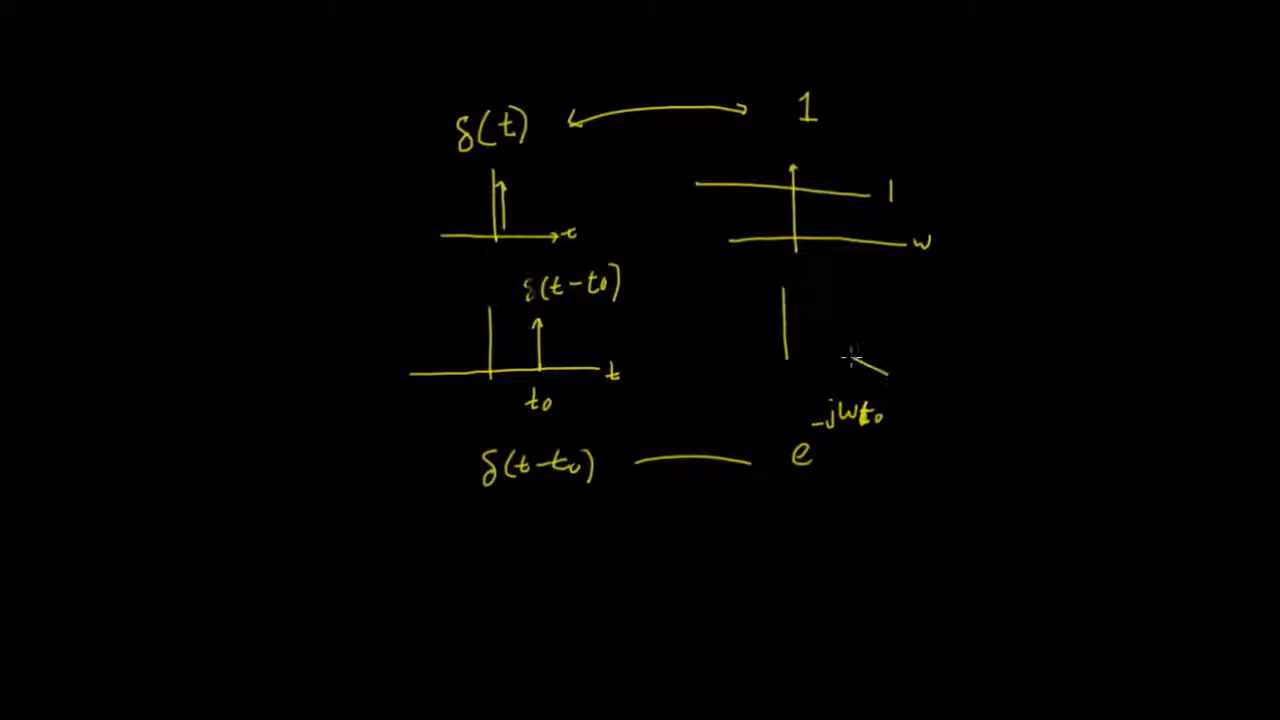 δ(t) 1
1
t w
δ(t-t0)
t
t0
δ(t-t0) e^-jwt0